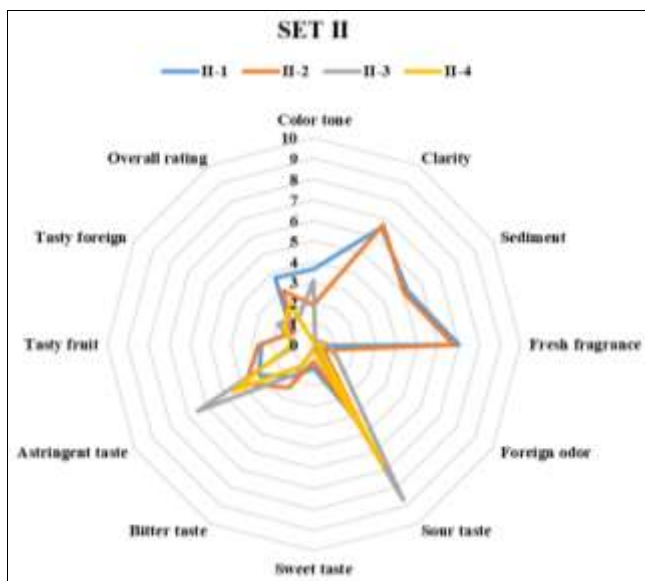 SET II
II-1 II-2 II-3 II-4
Color tone
Overall rating
Clarity
Tasty foreign
Sediment
Tasty fruit
Fresh fragrance
Astringent taste
Foreign odor
Bitter taste
Sour taste
Sweet taste
10
9
8
7
6
5
4
3
2
1
0